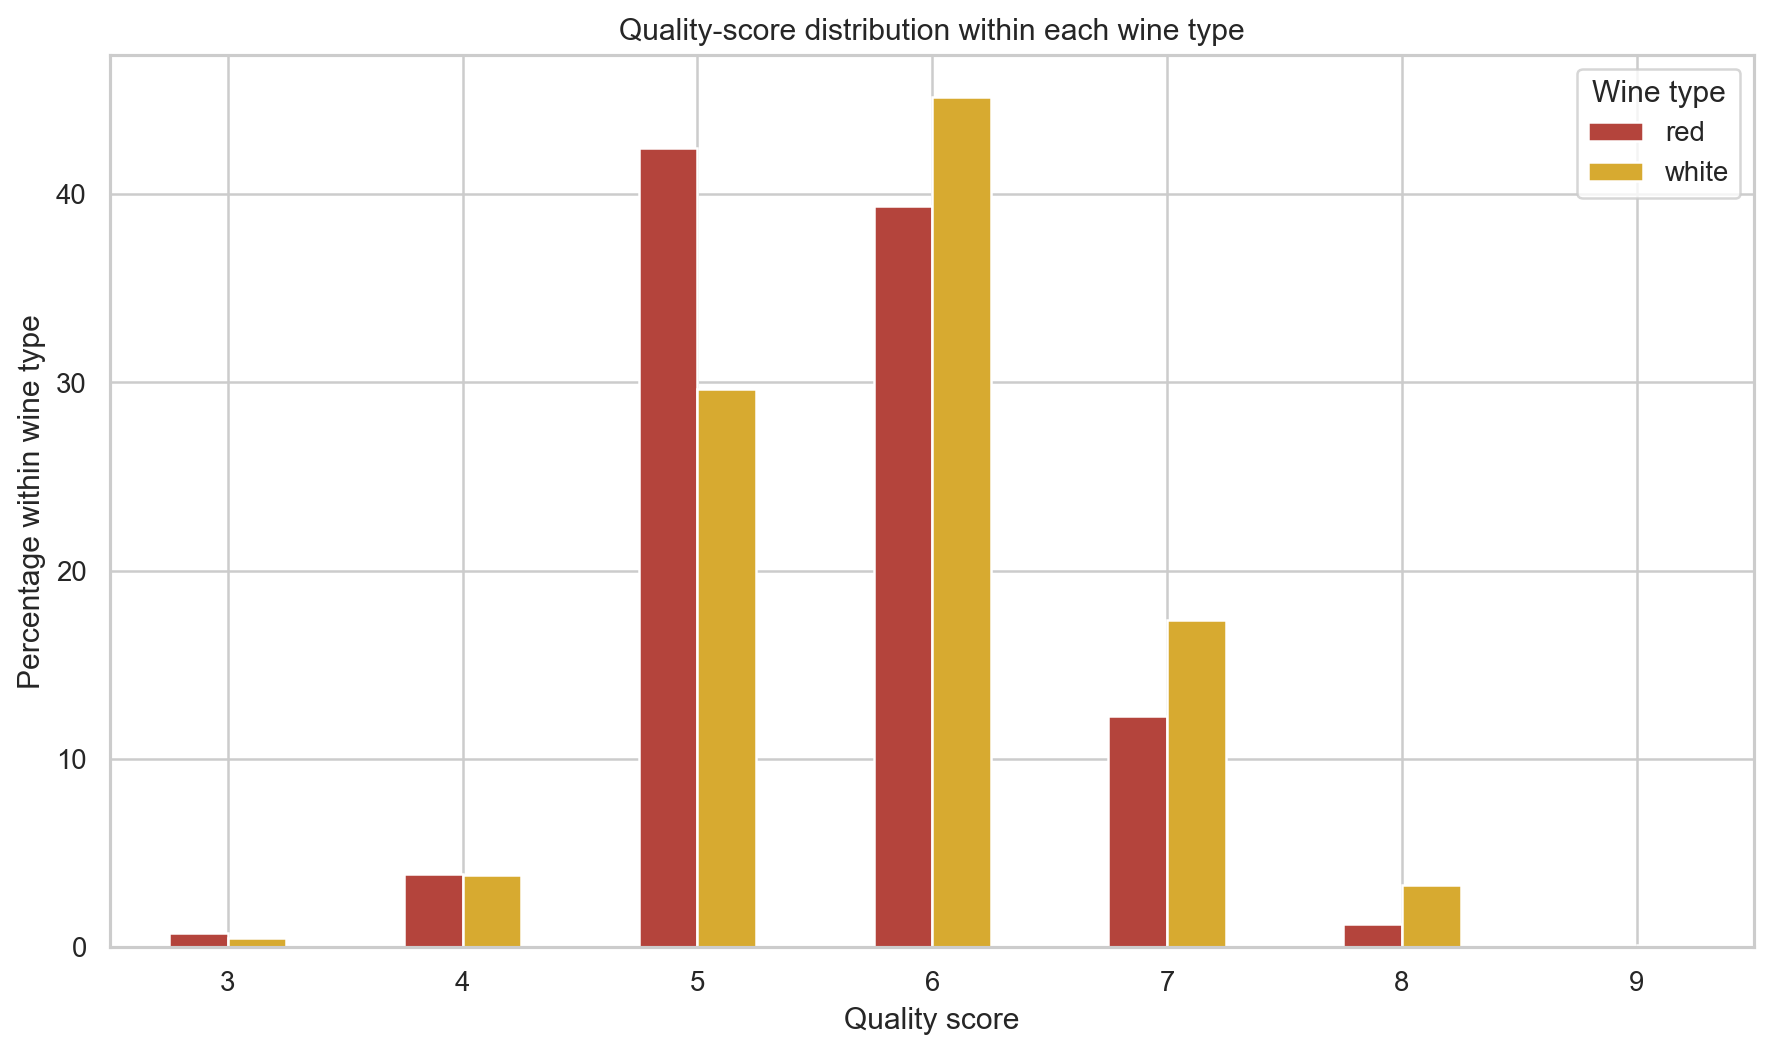 Quality-score distribution within each wine type
Wine type
red
white
Percentage within wine type
40
30
20
10
0
3 4 5 6 7 8 9
Quality score